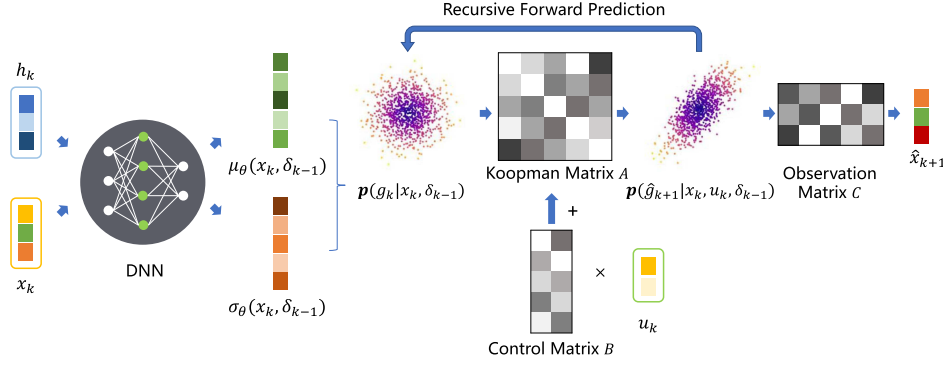 Recursive Forward Prediction
h_k
x_k
DNN
μ_θ(x_k, δ_{k−1})
σ_θ(x_k, δ_{k−1})
p(g_k|x_k, δ_{k−1})
Koopman Matrix A
+
×
u_k
Control Matrix B
p(ĝ_{k+1}|x_k, u_k, δ_{k−1})
Observation
Matrix C
x̂_{k+1}